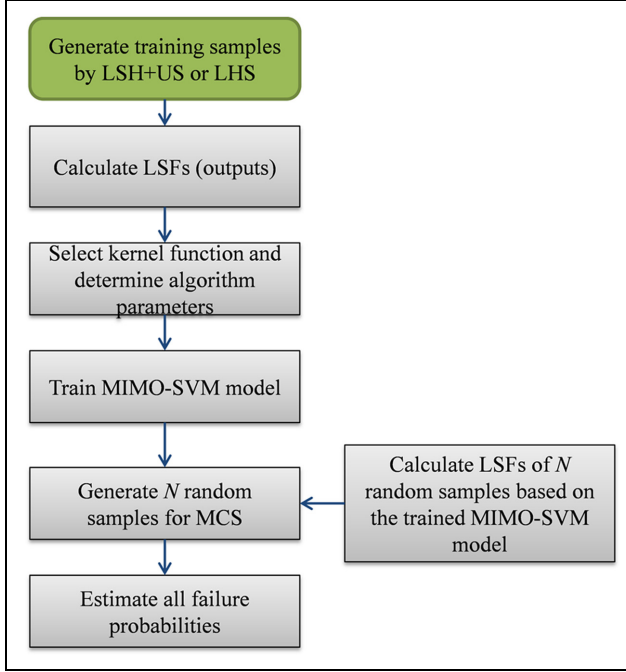 Generate training samples
by LSH+US or LHS
Calculate LSFs (outputs)
Select kernel function and
determine algorithm
parameters
Train MIMO-SVM model
Generate N random
samples for MCS
Calculate LSFs of N
random samples based on
the trained MIMO-SVM
model
Estimate all failure
probabilities